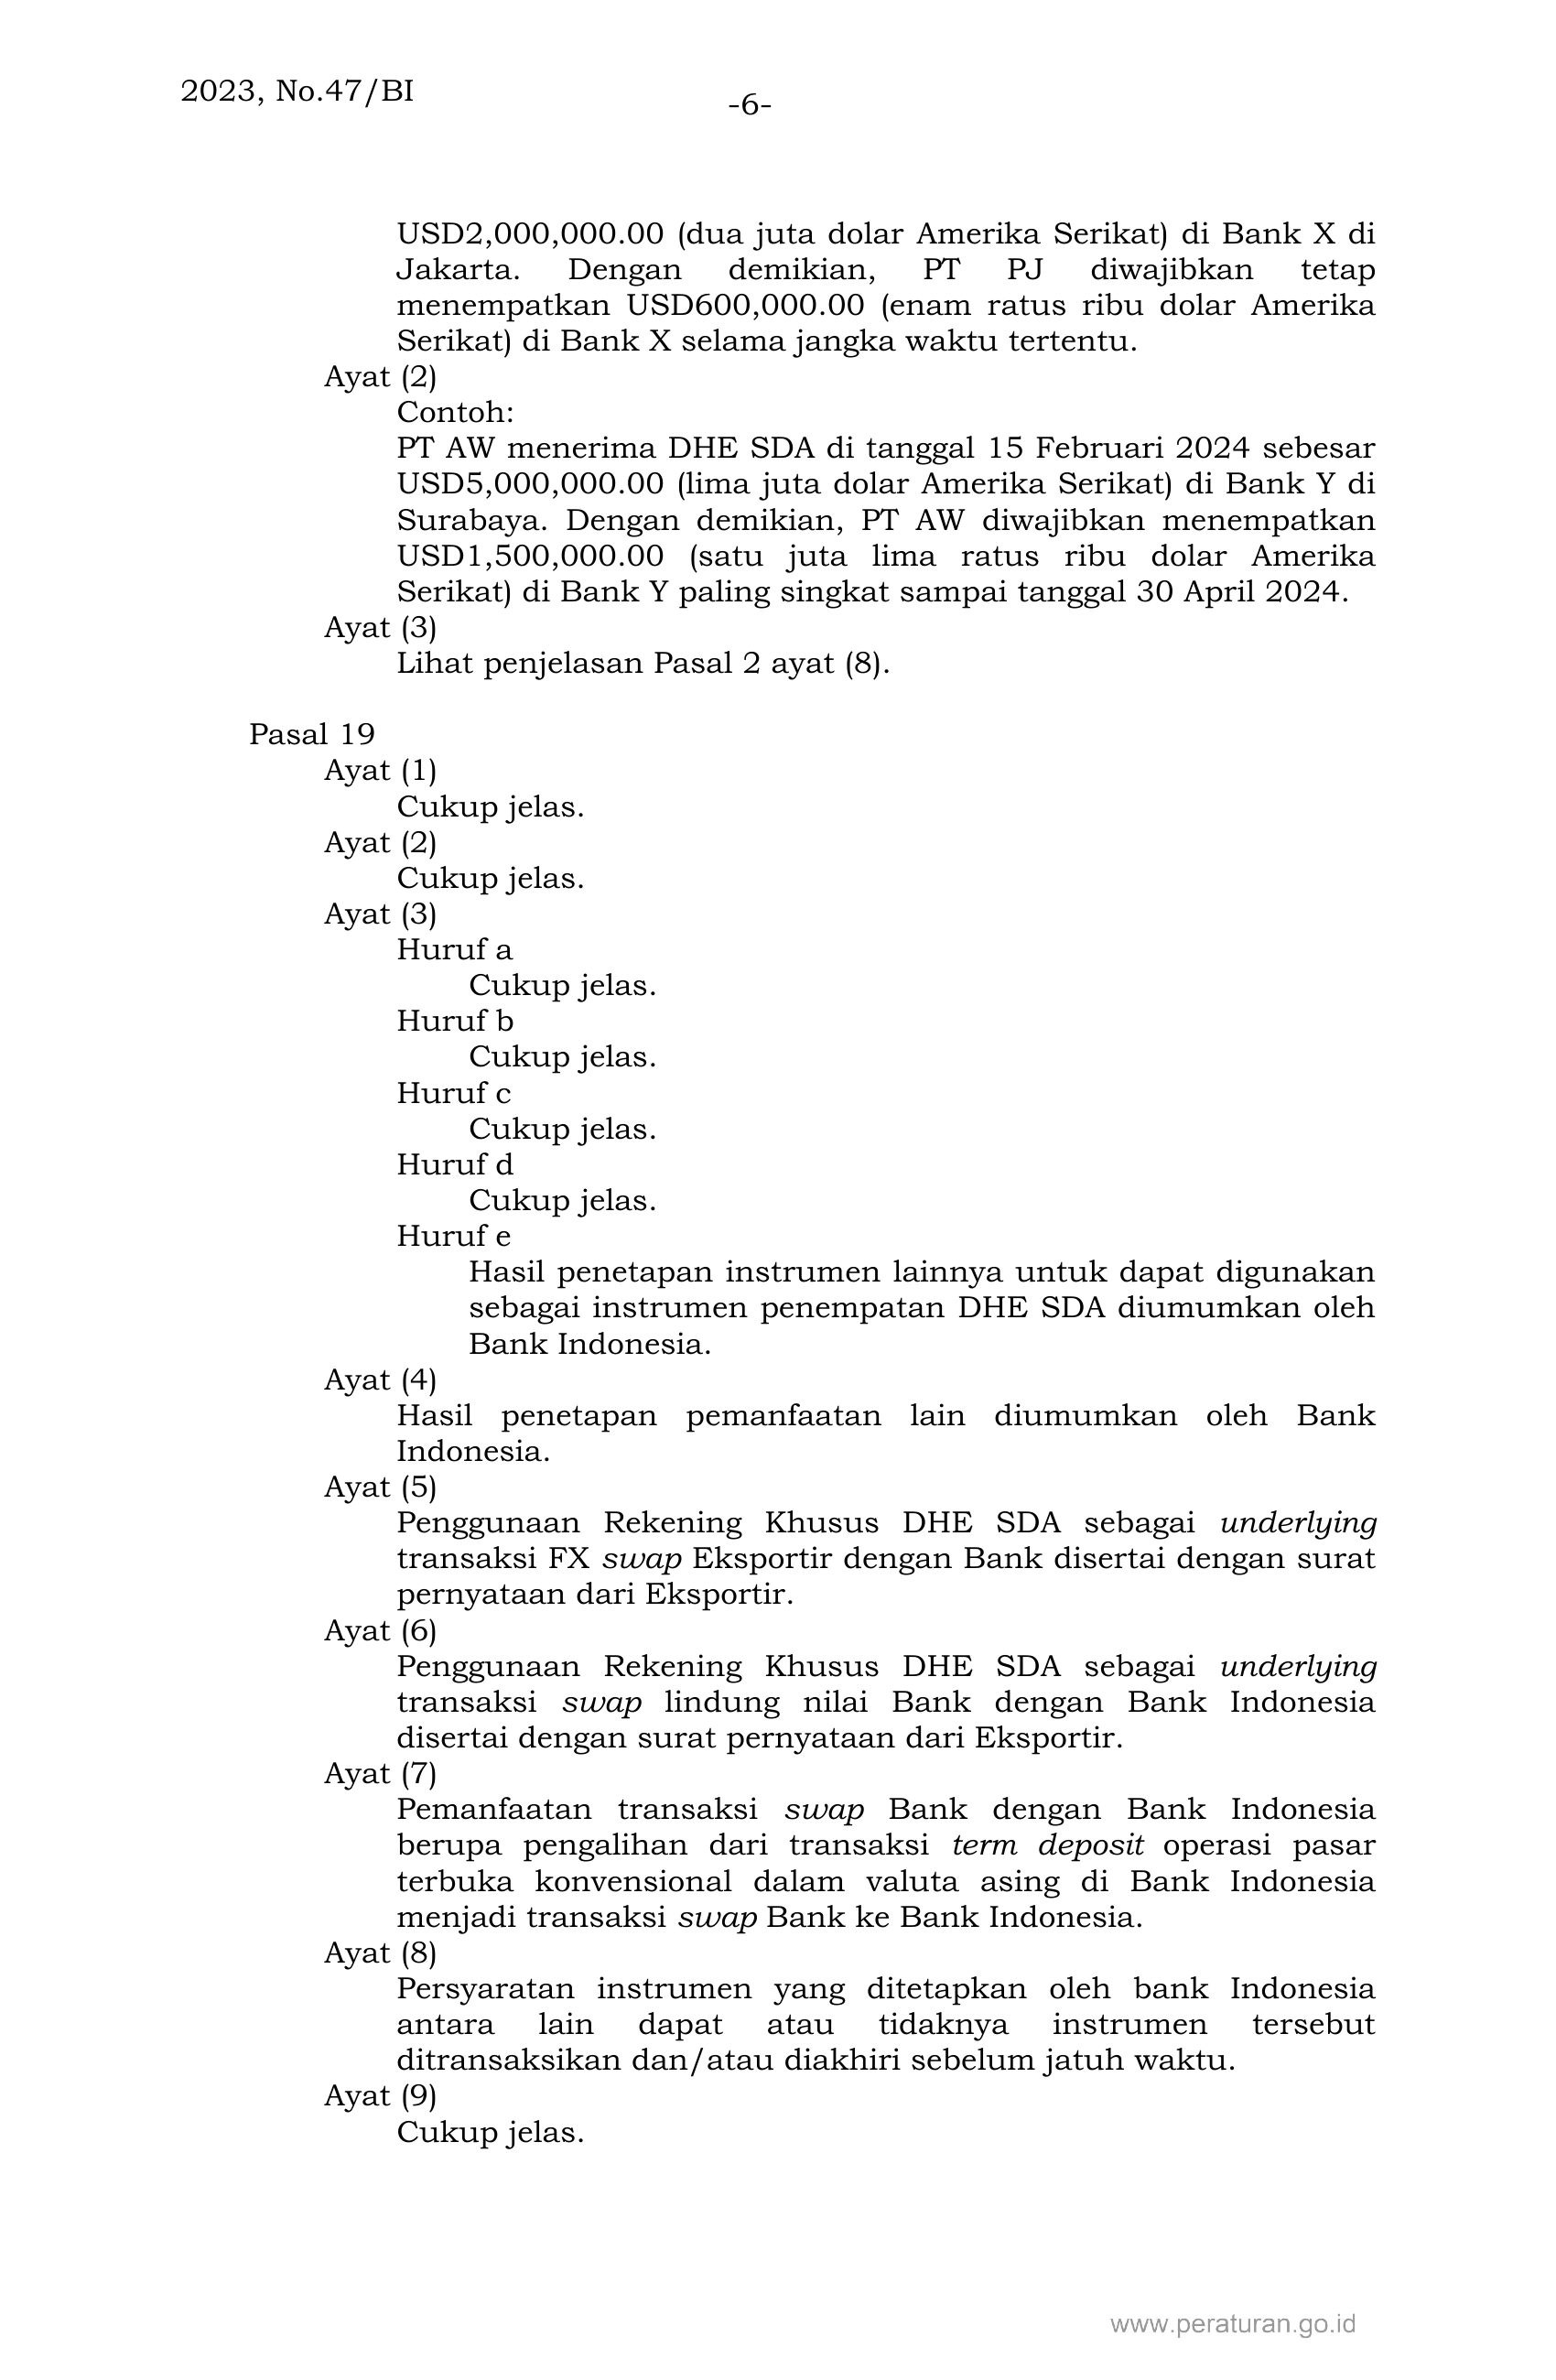 2023, No.47/BI
-6-
USD2,000,000.00 (dua juta dolar Amerika Serikat) di Bank X di
Jakarta. Dengan demikian, PT PJ diwajibkan tetap
menempatkan USD600,000.00 (enam ratus ribu dolar Amerika
Serikat) di Bank X selama jangka waktu tertentu.
Ayat (2)
Contoh:
PT AW menerima DHE SDA di tanggal 15 Februari 2024 sebesar
USD5,000,000.00 (lima juta dolar Amerika Serikat) di Bank Y di
Surabaya. Dengan demikian, PT AW diwajibkan menempatkan
USD1,500,000.00 (satu juta lima ratus ribu dolar Amerika
Serikat) di Bank Y paling singkat sampai tanggal 30 April 2024.
Ayat (3)
Lihat penjelasan Pasal 2 ayat (8).
Pasal 19
Ayat (1)
Cukup jelas.
Ayat (2)
Cukup jelas.
Ayat (3)
Huruf a
Cukup jelas.
Huruf b
Cukup jelas.
Huruf c
Cukup jelas.
Huruf d
Cukup jelas.
Huruf e
Hasil penetapan instrumen lainnya untuk dapat digunakan
sebagai instrumen penempatan DHE SDA diumumkan oleh
Bank Indonesia.
Ayat (4)
Hasil penetapan pemanfaatan lain diumumkan oleh Bank
Indonesia.
Ayat (5)
Penggunaan Rekening Khusus DHE SDA sebagai underlying
transaksi FX swap Eksportir dengan Bank disertai dengan surat
pernyataan dari Eksportir.
Ayat (6)
Penggunaan Rekening Khusus DHE SDA sebagai underlying
transaksi swap lindung nilai Bank dengan Bank Indonesia
disertai dengan surat pernyataan dari Eksportir.
Ayat (7)
Pemanfaatan transaksi swap Bank dengan Bank Indonesia
berupa pengalihan dari transaksi term deposit operasi pasar
terbuka konvensional dalam valuta asing di Bank Indonesia
menjadi transaksi swap Bank ke Bank Indonesia.
Ayat (8)
Persyaratan instrumen yang ditetapkan oleh bank Indonesia
antara lain dapat atau tidaknya instrumen tersebut
ditransaksikan dan/atau diakhiri sebelum jatuh waktu.
Ayat (9)
Cukup jelas.
www.peraturan.go.id